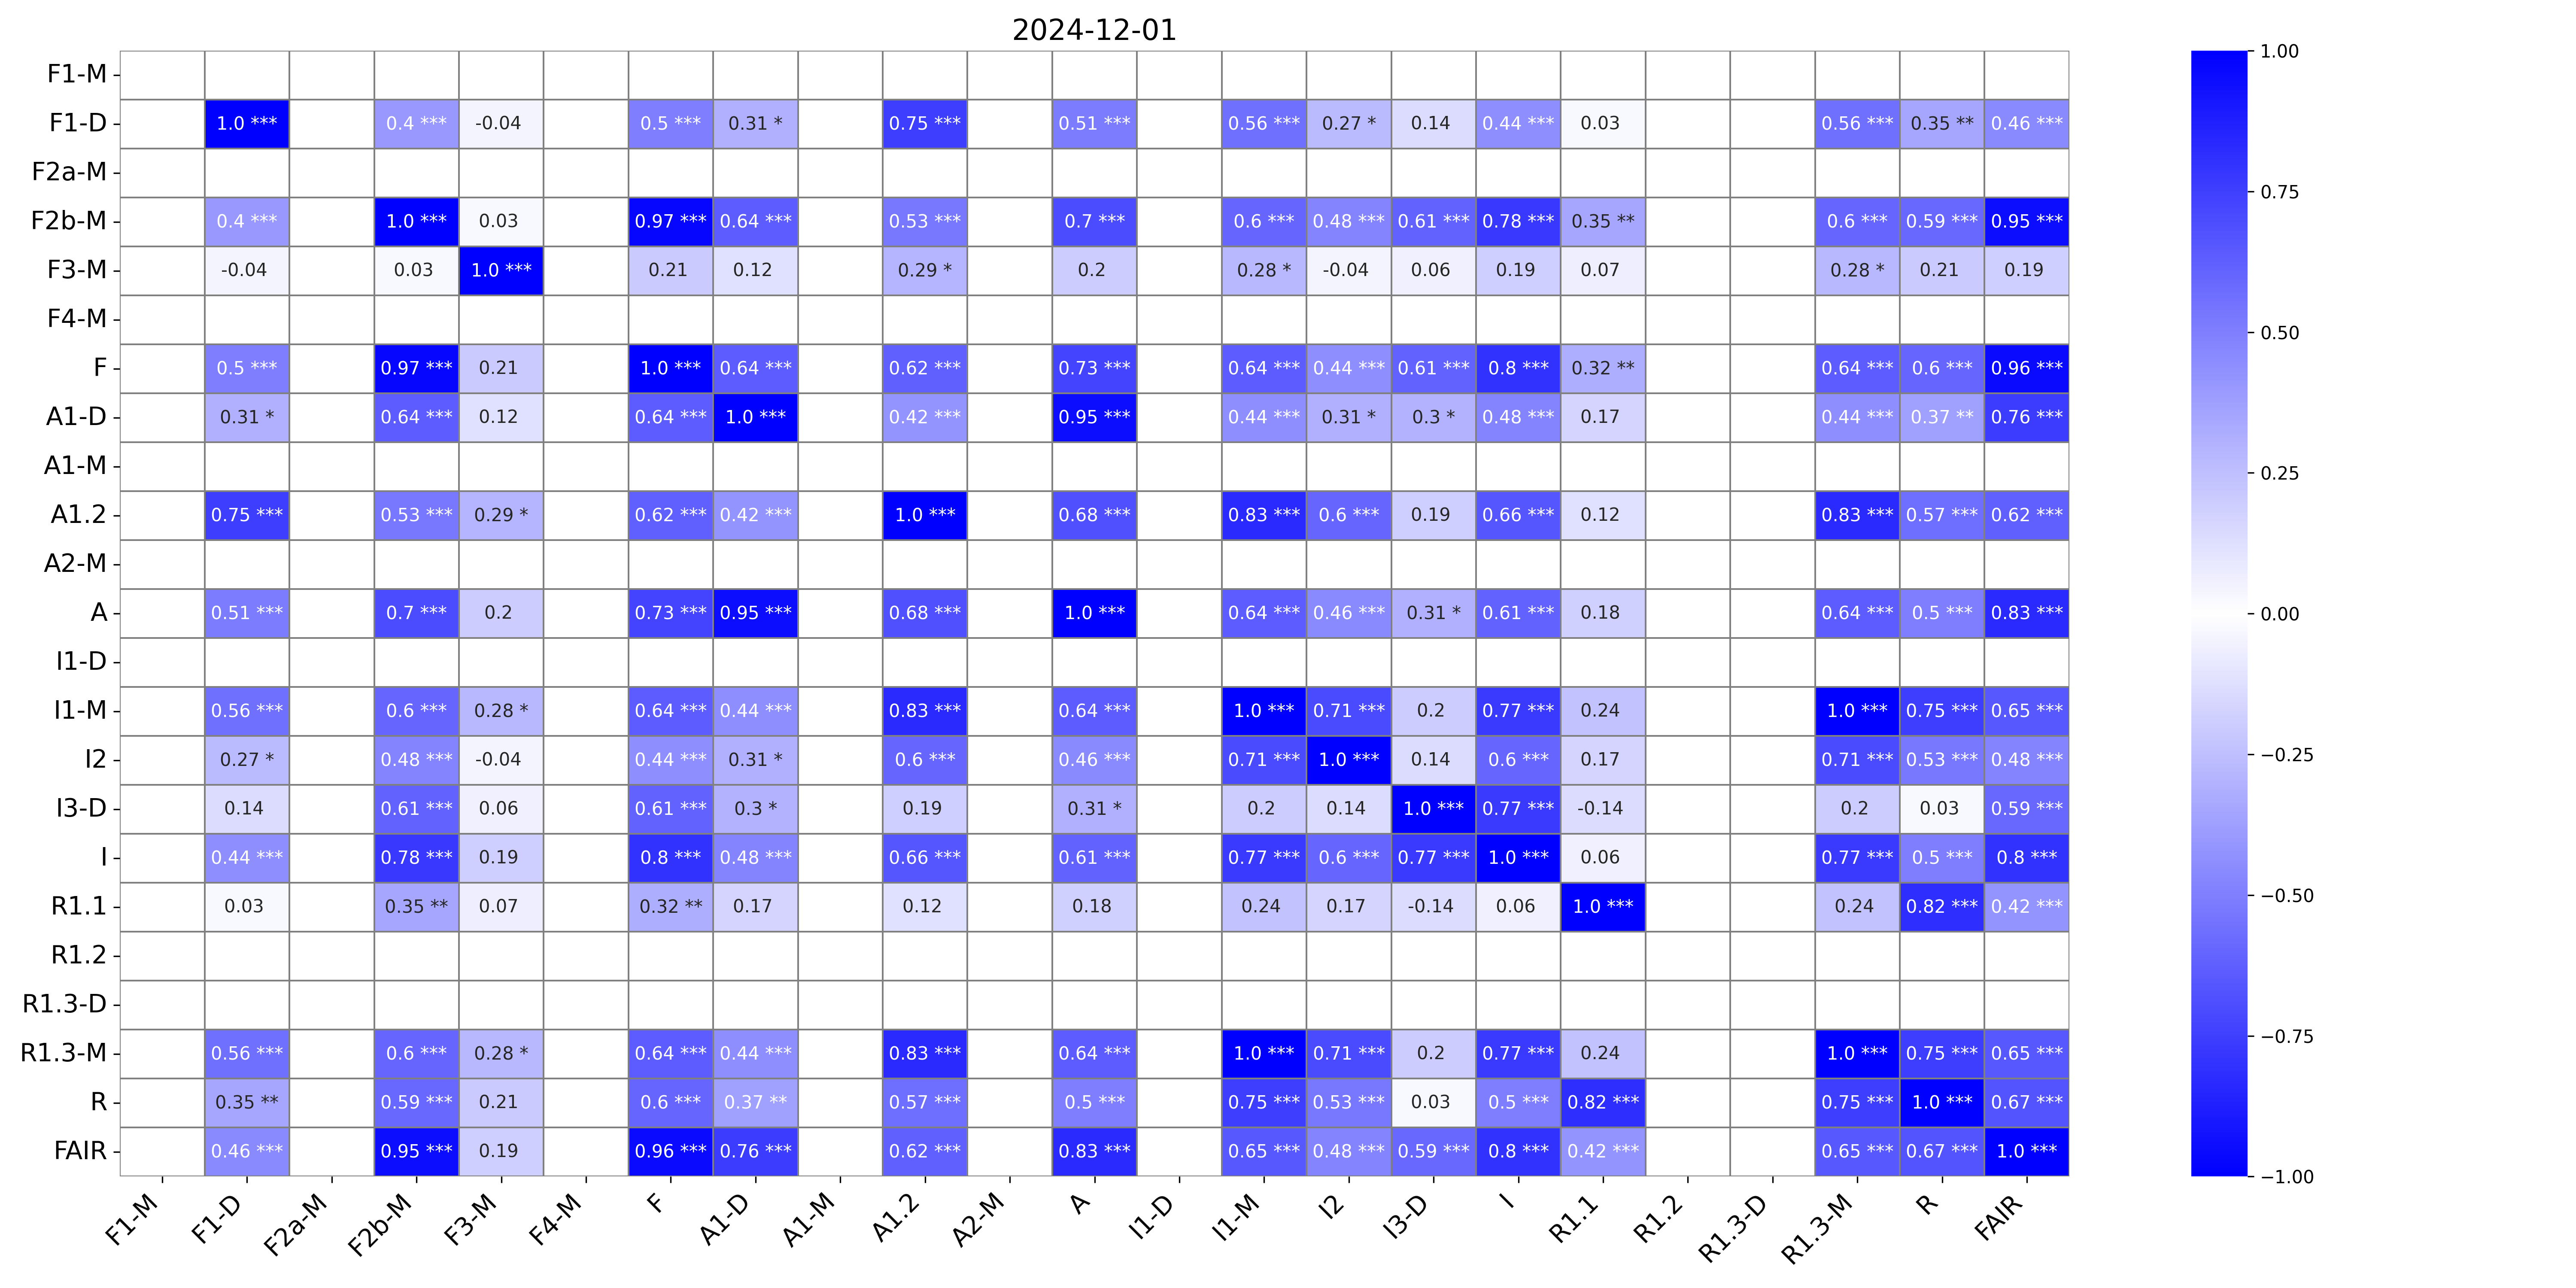 2024-12-01
F1-M
F1-D 1.0 *** 0.4 *** -0.04 0.5 *** 0.31 * 0.75 *** 0.51 *** 0.56 *** 0.27 * 0.14 0.44 *** 0.03 0.56 *** 0.35 ** 0.46 ***
F2a-M
F2b-M 0.4 *** 1.0 *** 0.03 0.97 *** 0.64 *** 0.53 *** 0.7 *** 0.6 *** 0.48 *** 0.61 *** 0.78 *** 0.35 ** 0.6 *** 0.59 *** 0.95 ***
F3-M -0.04 0.03 1.0 *** 0.21 0.12 0.29 * 0.2 0.28 * -0.04 0.06 0.19 0.07 0.28 * 0.21 0.19
F4-M
F 0.5 *** 0.97 *** 0.21 1.0 *** 0.64 *** 0.62 *** 0.73 *** 0.64 *** 0.44 *** 0.61 *** 0.8 *** 0.32 ** 0.64 *** 0.6 *** 0.96 ***
A1-D 0.31 * 0.64 *** 0.12 0.64 *** 1.0 *** 0.42 *** 0.95 *** 0.44 *** 0.31 * 0.3 * 0.48 *** 0.17 0.44 *** 0.37 ** 0.76 ***
A1-M
A1.2 0.75 *** 0.53 *** 0.29 * 0.62 *** 0.42 *** 1.0 *** 0.68 *** 0.83 *** 0.6 *** 0.19 0.66 *** 0.12 0.83 *** 0.57 *** 0.62 ***
A2-M
A 0.51 *** 0.7 *** 0.2 0.73 *** 0.95 *** 0.68 *** 1.0 *** 0.64 *** 0.46 *** 0.31 * 0.61 *** 0.18 0.64 *** 0.5 *** 0.83 ***
I1-D
I1-M 0.56 *** 0.6 *** 0.28 * 0.64 *** 0.44 *** 0.83 *** 0.64 *** 1.0 *** 0.71 *** 0.2 0.77 *** 0.24 1.0 *** 0.75 *** 0.65 ***
I2 0.27 * 0.48 *** -0.04 0.44 *** 0.31 * 0.6 *** 0.46 *** 0.71 *** 1.0 *** 0.14 0.6 *** 0.17 0.71 *** 0.53 *** 0.48 ***
I3-D 0.14 0.61 *** 0.06 0.61 *** 0.3 * 0.19 0.31 * 0.2 0.14 1.0 *** 0.77 *** -0.14 0.2 0.03 0.59 ***
I 0.44 *** 0.78 *** 0.19 0.8 *** 0.48 *** 0.66 *** 0.61 *** 0.77 *** 0.6 *** 0.77 *** 1.0 *** 0.06 0.77 *** 0.5 *** 0.8 ***
R1.1 0.03 0.35 ** 0.07 0.32 ** 0.17 0.12 0.18 0.24 0.17 -0.14 0.06 1.0 *** 0.24 0.82 *** 0.42 ***
R1.2
R1.3-D
R1.3-M 0.56 *** 0.6 *** 0.28 * 0.64 *** 0.44 *** 0.83 *** 0.64 *** 1.0 *** 0.71 *** 0.2 0.77 *** 0.24 1.0 *** 0.75 *** 0.65 ***
R 0.35 ** 0.59 *** 0.21 0.6 *** 0.37 ** 0.57 *** 0.5 *** 0.75 *** 0.53 *** 0.03 0.5 *** 0.82 *** 0.75 *** 1.0 *** 0.67 ***
FAIR 0.46 *** 0.95 *** 0.19 0.96 *** 0.76 *** 0.62 *** 0.83 *** 0.65 *** 0.48 *** 0.59 *** 0.8 *** 0.42 *** 0.65 *** 0.67 *** 1.0 ***
F1-M F1-D F2a-M F2b-M F3-M F4-M F A1-D A1-M A1.2 A2-M A I1-D I1-M I2 I3-D I R1.1 R1.2 R1.3-D R1.3-M R FAIR
1.00
0.75
0.50
0.25
0.00
−0.25
−0.50
−0.75
−1.00